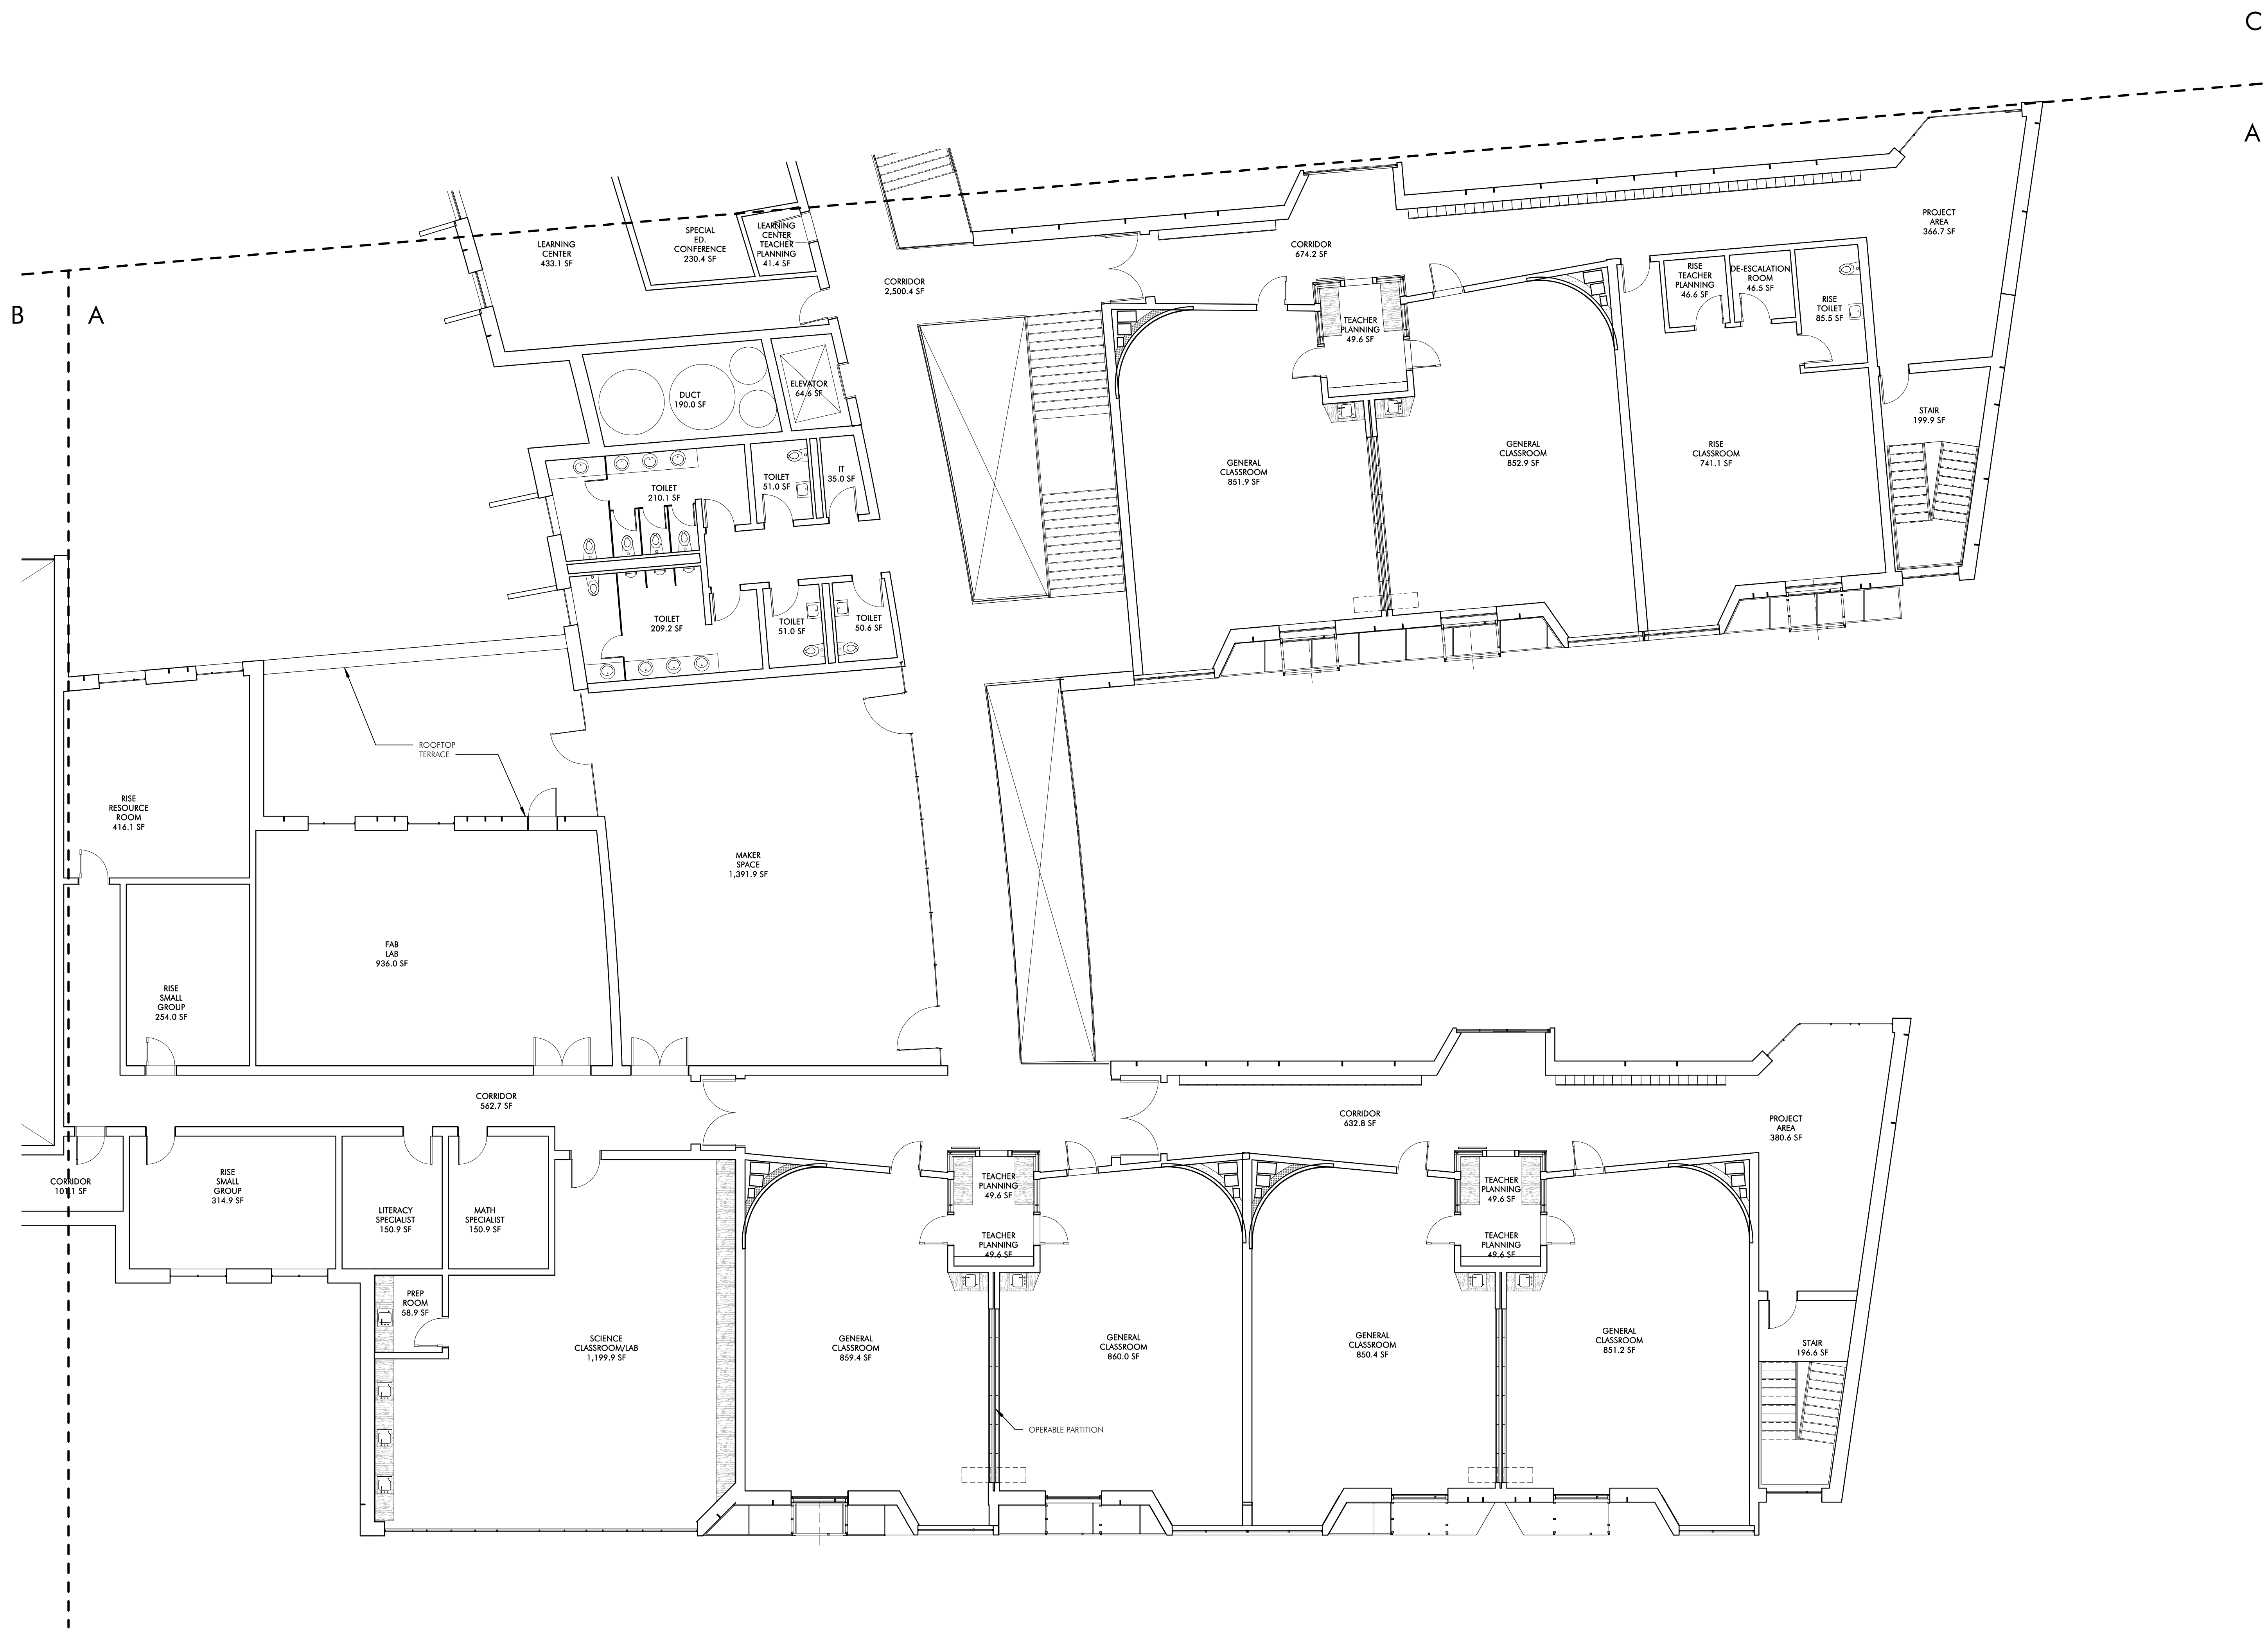 C
A
B
A
LEARNING
CENTER
433.1 SF
SPECIAL
ED.
CONFERENCE
230.4 SF
LEARNING
CENTER
TEACHER
PLANNING
41.4 SF
CORRIDOR
2,500.4 SF
CORRIDOR
674.2 SF
PROJECT
AREA
366.7 SF
RISE
TEACHER
PLANNING
46.6 SF
DE-ESCALATION
ROOM
46.5 SF
RISE
TOILET
85.5 SF
TEACHER
PLANNING
49.6 SF
DUCT
190.0 SF
ELEVATOR
64.6 SF
STAIR
199.9 SF
GENERAL
CLASSROOM
851.9 SF
GENERAL
CLASSROOM
852.9 SF
RISE
CLASSROOM
741.1 SF
TOILET
210.1 SF
TOILET
51.0 SF
IT
35.0 SF
TOILET
209.2 SF
TOILET
51.0 SF
TOILET
50.6 SF
ROOFTOP
TERRACE
RISE
RESOURCE
ROOM
416.1 SF
MAKER
SPACE
1,391.9 SF
FAB
LAB
936.0 SF
RISE
SMALL
GROUP
254.0 SF
CORRIDOR
562.7 SF
CORRIDOR
632.8 SF
PROJECT
AREA
380.6 SF
CORRIDOR
101.1 SF
RISE
SMALL
GROUP
314.9 SF
LITERACY
SPECIALIST
150.9 SF
MATH
SPECIALIST
150.9 SF
TEACHER
PLANNING
49.6 SF
TEACHER
PLANNING
49.6 SF
TEACHER
PLANNING
49.6 SF
TEACHER
PLANNING
49.6 SF
PREP
ROOM
58.9 SF
SCIENCE
CLASSROOM/LAB
1,199.9 SF
GENERAL
CLASSROOM
859.4 SF
GENERAL
CLASSROOM
860.0 SF
GENERAL
CLASSROOM
850.4 SF
GENERAL
CLASSROOM
851.2 SF
STAIR
196.6 SF
OPERABLE PARTITION